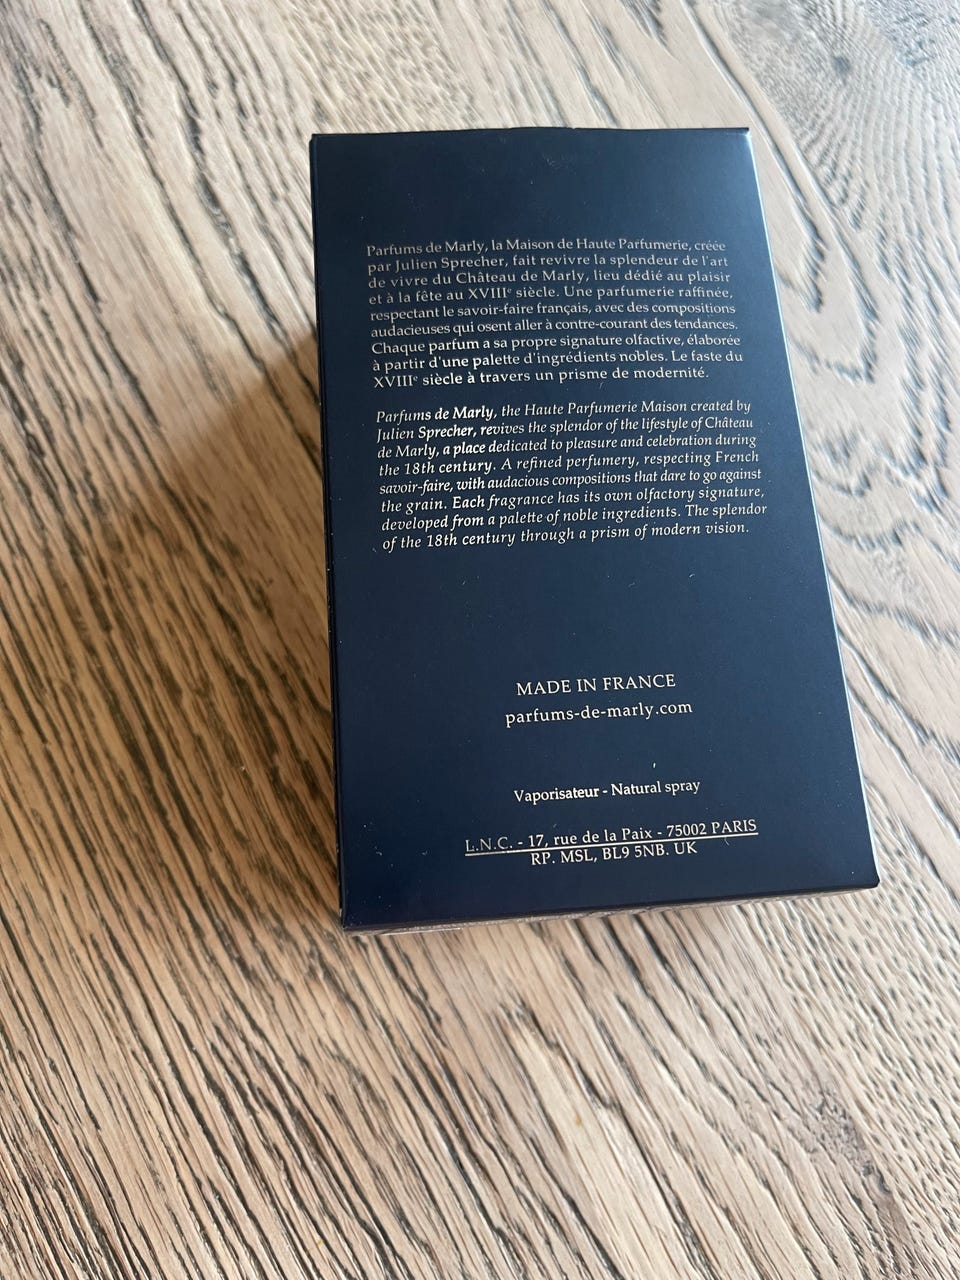 Parfums de Marly, la Maison de Haute Parfumerie, créée
par Julien Sprecher, fait revivre la splendeur de l'art
de vivre du Château de Marly, lieu dédié au plaisir
et à la fête au XVIIIᵉ siècle. Une parfumerie raffinée,
respectant le savoir-faire français, avec des compositions
audacieuses qui osent aller à contre-courant des tendances.
Chaque parfum a sa propre signature olfactive, élaborée
à partir d'une palette d'ingrédients nobles. Le faste du
XVIIIᵉ siècle à travers un prisme de modernité.
Parfums de Marly, the Haute Parfumerie Maison created by
Julien Sprecher, revives the splendor of the lifestyle of Château
de Marly, a place dedicated to pleasure and celebration during
the 18th century. A refined perfumery, respecting French
savoir-faire, with audacious compositions that dare to go against
the grain. Each fragrance has its own olfactory signature,
developed from a palette of noble ingredients. The splendor
of the 18th century through a prism of modern vision.
MADE IN FRANCE
parfums-de-marly.com
Vaporisateur - Natural spray
L.N.C. - 17, rue de la Paix - 75002 PARIS
RP. MSL, BL9 5NB. UK